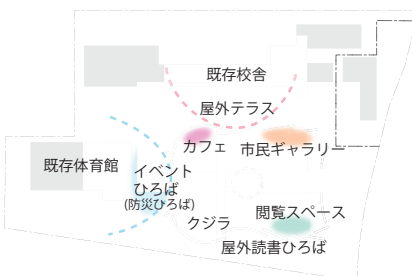 既存校舎
屋外テラス
カフェ
市民ギャラリー
既存体育館
イベント
ひろば
(防災ひろば)
閲覧スペース
クジラ
屋外読書ひろば